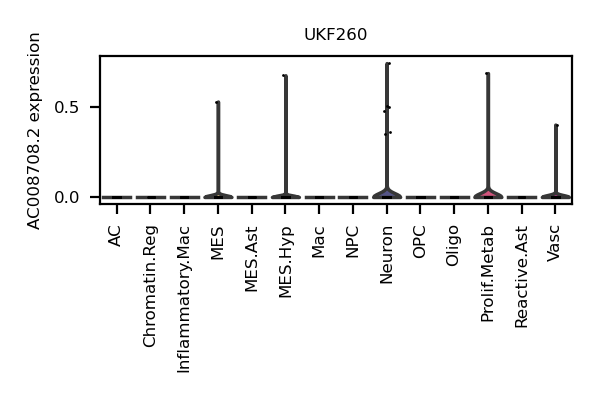 UKF260
AC008708.2 expression
0.5
0.0
AC
Chromatin.Reg
Inflammatory.Mac
MES
MES.Ast
MES.Hyp
Mac
NPC
Neuron
OPC
Oligo
Prolif.Metab
Reactive.Ast
Vasc